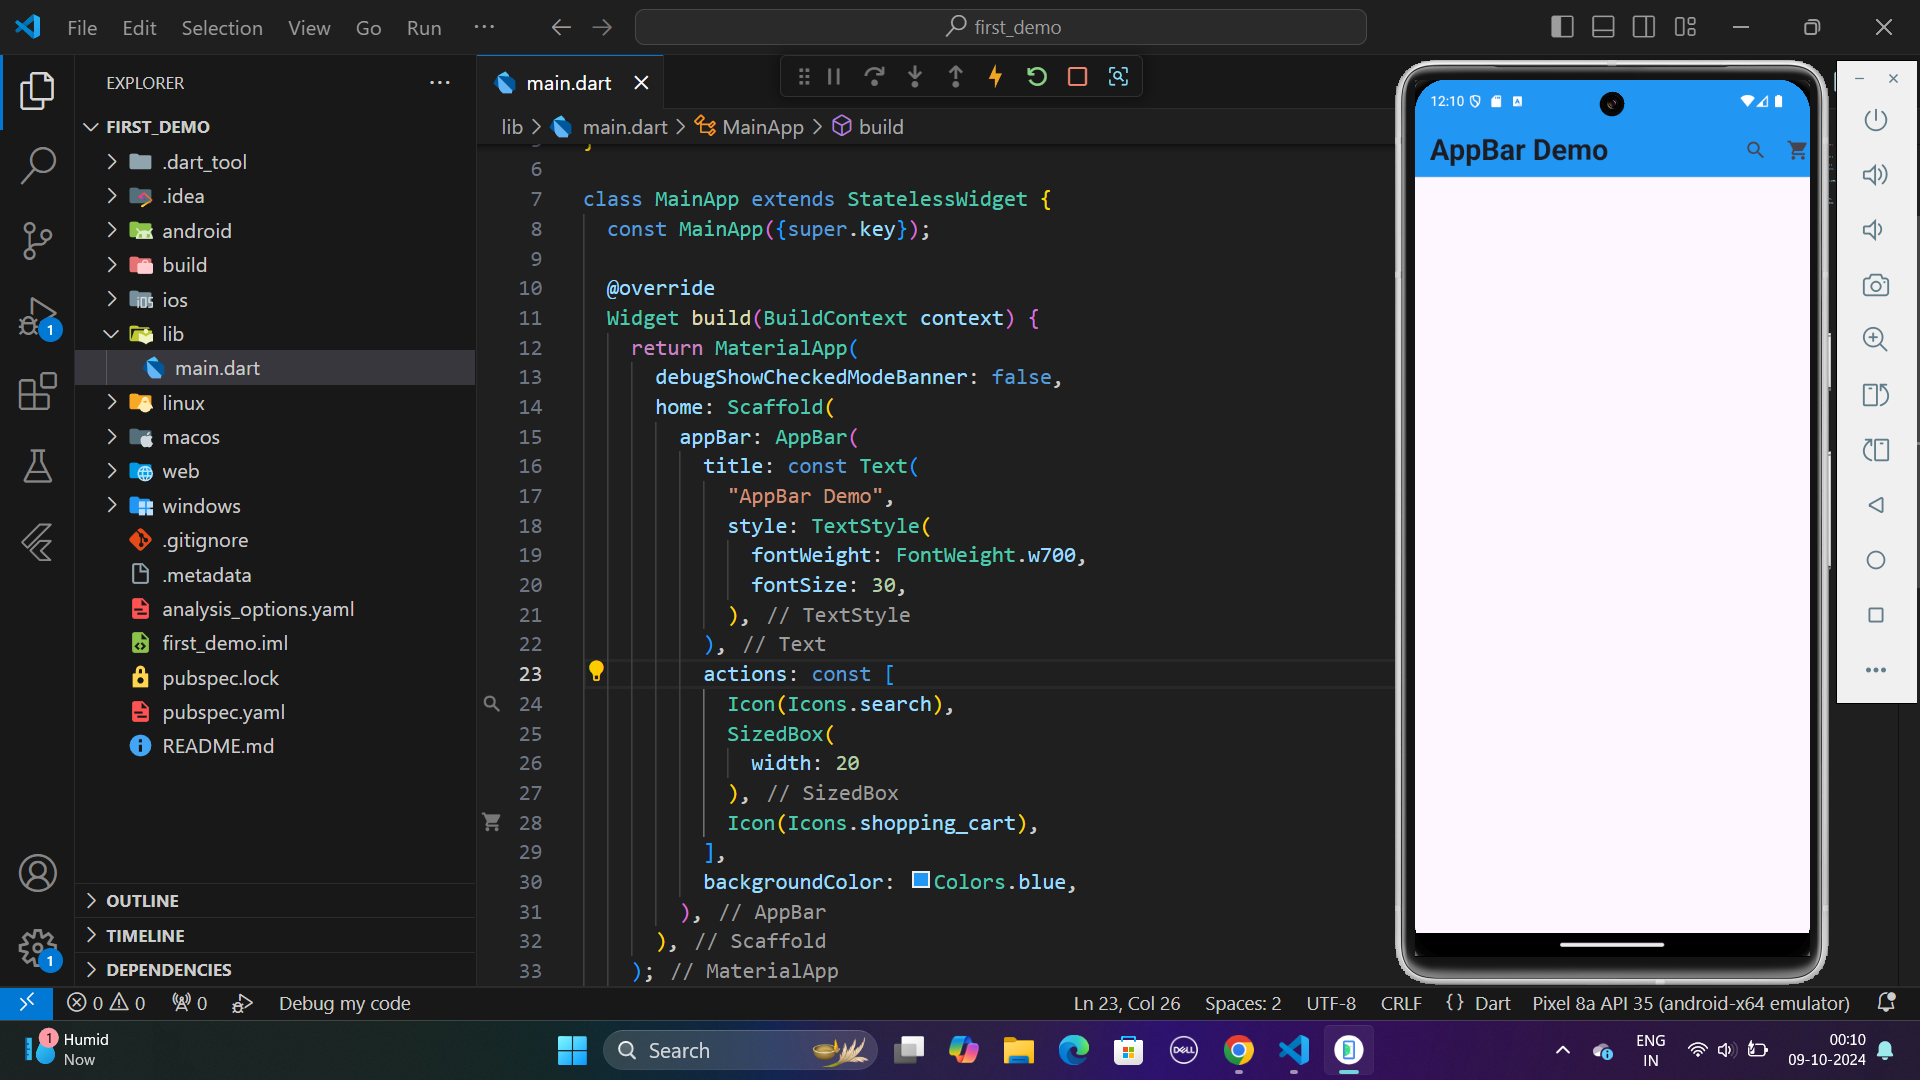 File Edit Selection View Go Run ···
first_demo
EXPLORER
FIRST_DEMO
.dart_tool
.idea
android
build
ios
lib
main.dart
linux
macos
web
windows
.gitignore
.metadata
analysis_options.yaml
first_demo.iml
pubspec.lock
pubspec.yaml
README.md
OUTLINE
TIMELINE
DEPENDENCIES
1
1
main.dart
lib > main.dart > MainApp > build
6
7 class MainApp extends StatelessWidget {
8 const MainApp({super.key});
9
10 @override
11 Widget build(BuildContext context) {
12 return MaterialApp(
13 debugShowCheckedModeBanner: false,
14 home: Scaffold(
15 appBar: AppBar(
16 title: const Text(
17 "AppBar Demo",
18 style: TextStyle(
19 fontWeight: FontWeight.w700,
20 fontSize: 30,
21 ), // TextStyle
22 ), // Text
23 actions: const [
24 Icon(Icons.search),
25 SizedBox(
26 width: 20
27 ), // SizedBox
28 Icon(Icons.shopping_cart),
29 ],
30 backgroundColor: Colors.blue,
31 ), // AppBar
32 ), // Scaffold
33 ); // MaterialApp
12:10
AppBar Demo
0 0 0 Debug my code
Ln 23, Col 26 Spaces: 2 UTF-8 CRLF {} Dart Pixel 8a API 35 (android-x64 emulator)
1
Humid
Now
Search
DELL
ENG
IN
00:10
09-10-2024